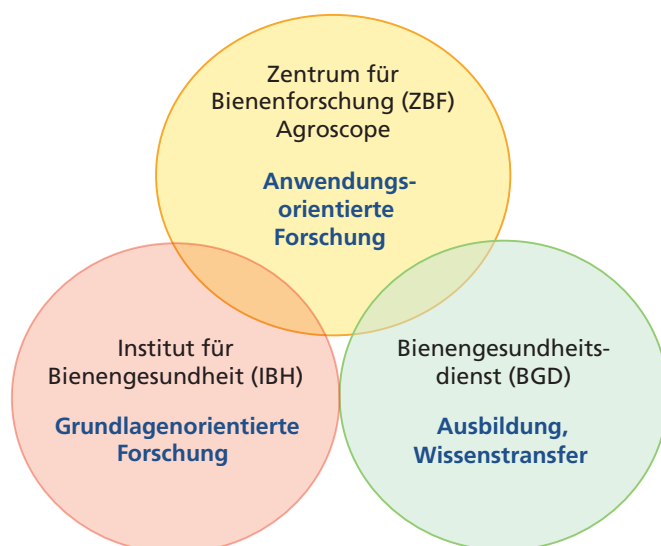 Zentrum für
Bienenforschung (ZBF)
Agroscope
Anwendungs-
orientierte
Forschung
Institut für
Bienengesundheit (IBH)
Grundlagenorientierte
Forschung
Bienengesundheits-
dienst (BGD)
Ausbildung,
Wissenstransfer